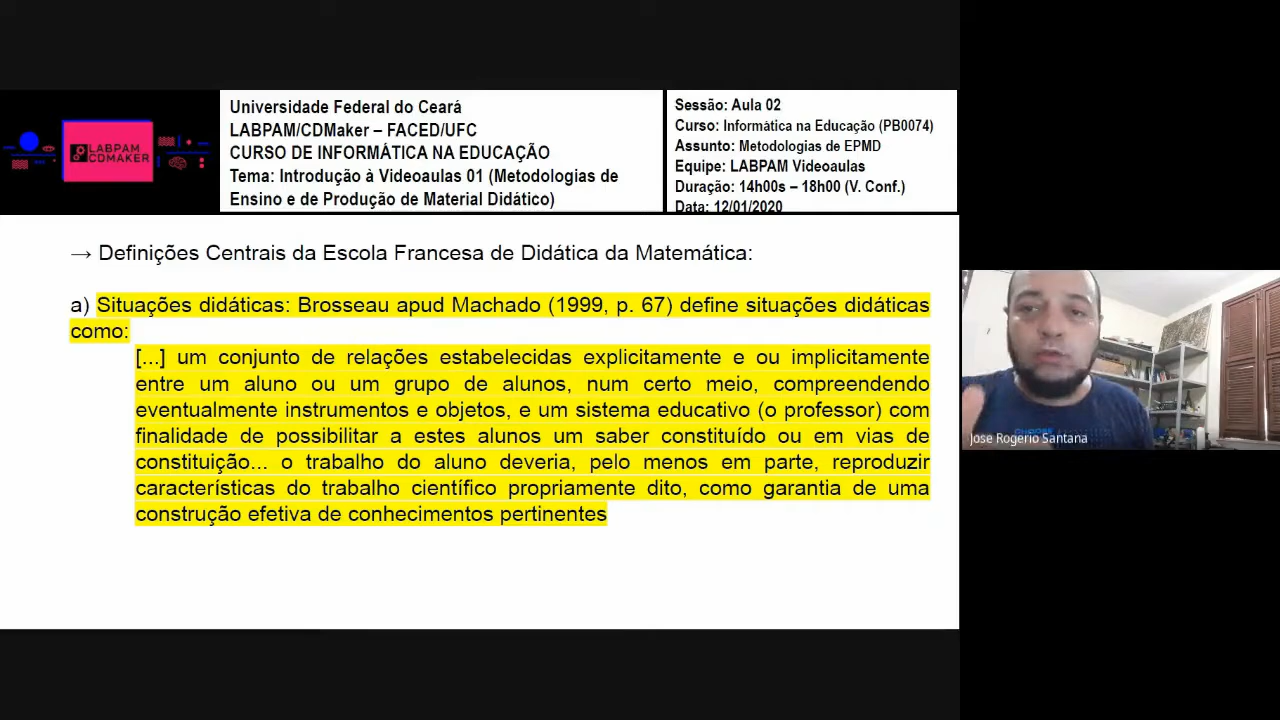 LABPAM
CDMAKER
Universidade Federal do Ceará
LABPAM/CDMaker – FACED/UFC
CURSO DE INFORMÁTICA NA EDUCAÇÃO
Tema: Introdução à Videoaulas 01 (Metodologias de
Ensino e de Produção de Material Didático)
Sessão: Aula 02
Curso: Informática na Educação (PB0074)
Assunto: Metodologias de EPMD
Equipe: LABPAM Videoaulas
Duração: 14h00s – 18h00 (V. Conf.)
Data: 12/01/2020
→ Definições Centrais da Escola Francesa de Didática da Matemática:
a) Situações didáticas: Brosseau apud Machado (1999, p. 67) define situações didáticas
como:
[...] um conjunto de relações estabelecidas explicitamente e ou implicitamente
entre um aluno ou um grupo de alunos, num certo meio, compreendendo
eventualmente instrumentos e objetos, e um sistema educativo (o professor) com
finalidade de possibilitar a estes alunos um saber constituído ou em vias de
constituição... o trabalho do aluno deveria, pelo menos em parte, reproduzir
características do trabalho científico propriamente dito, como garantia de uma
construção efetiva de conhecimentos pertinentes
Jose Rogerio Santana